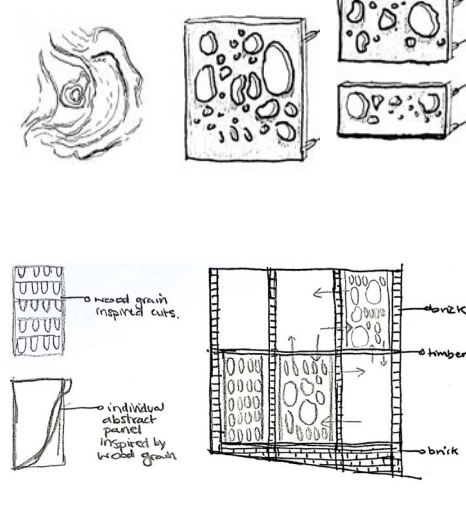 wood grain
inspired cuts.
individual
abstract
panel
inspired by
wood grain
brick
timber
brick